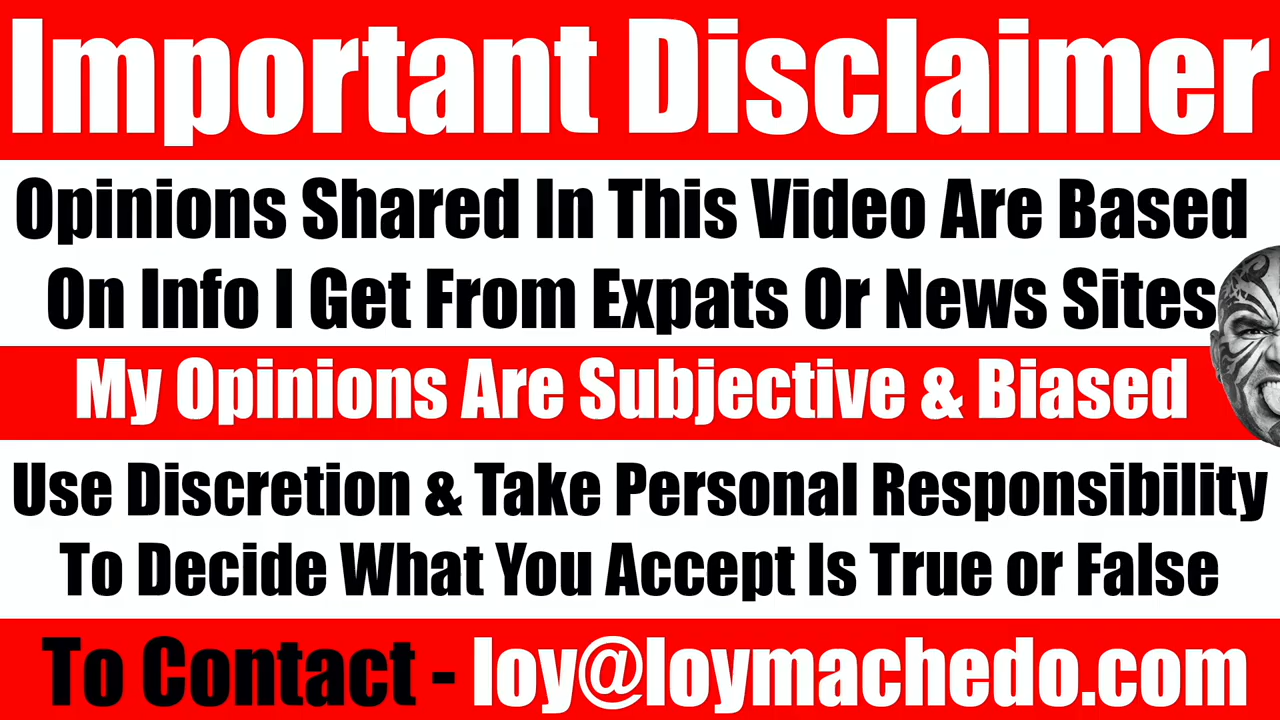 Important Disclaimer
Opinions Shared In This Video Are Based
On Info I Get From Expats Or News Sites
My Opinions Are Subjective & Biased
Use Discretion & Take Personal Responsibility
To Decide What You Accept Is True or False
To Contact - loy@loymachedo.com